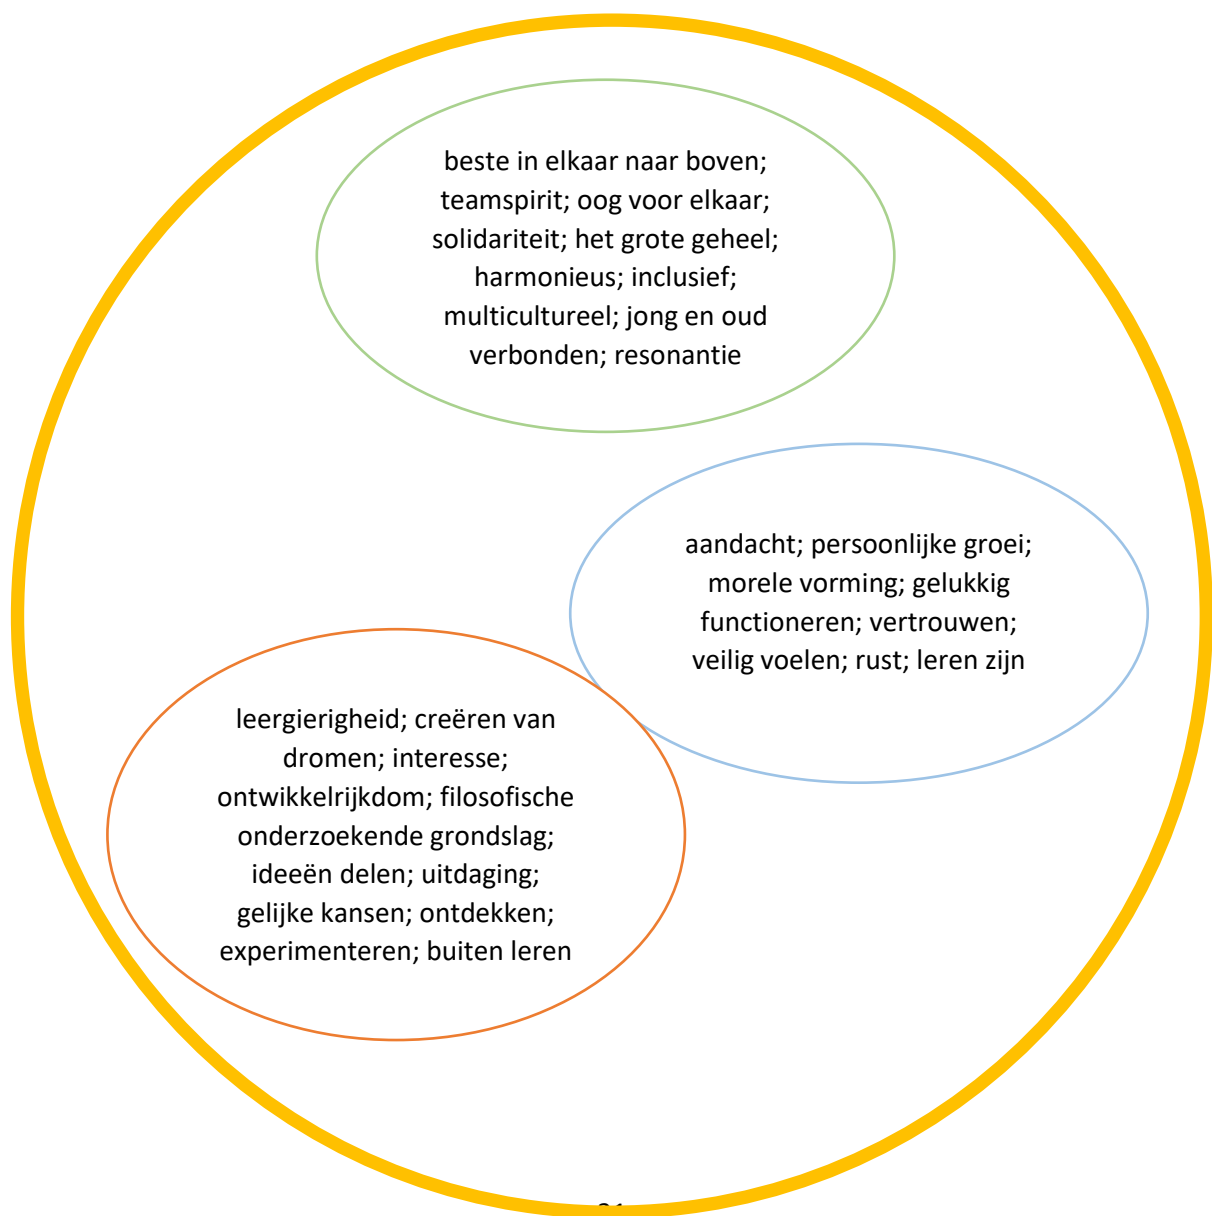 beste in elkaar naar boven;
teamspirit; oog voor elkaar;
solidariteit; het grote geheel;
harmonieus; inclusief;
multicultureel; jong en oud
verbonden; resonantie
aandacht; persoonlijke groei;
morele vorming; gelukkig
functioneren; vertrouwen;
veilig voelen; rust; leren zijn
leergierigheid; creëren van
dromen; interesse;
ontwikkelrijkdom; filosofische
onderzoekende grondslag;
ideeën delen; uitdaging;
gelijke kansen; ontdekken;
experimenteren; buiten leren